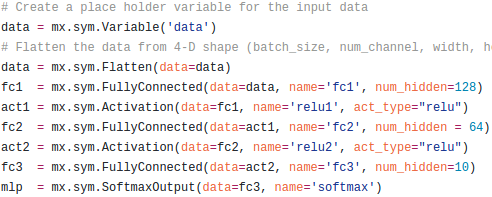 # Create a place holder variable for the input data
data = mx.sym.Variable('data')
# Flatten the data from 4-D shape (batch_size, num_channel, width,
data = mx.sym.Flatten(data=data)
fc1  = mx.sym.FullyConnected(data=data, name='fc1', num_hidden=128)
act1 = mx.sym.Activation(data=fc1, name='relu1', act_type="relu")
fc2  = mx.sym.FullyConnected(data=act1, name='fc2', num_hidden = 64)
act2 = mx.sym.Activation(data=fc2, name='relu2', act_type="relu")
fc3  = mx.sym.FullyConnected(data=act2, name='fc3', num_hidden=10)
mlp  = mx.sym.SoftmaxOutput(data=fc3, name='softmax')